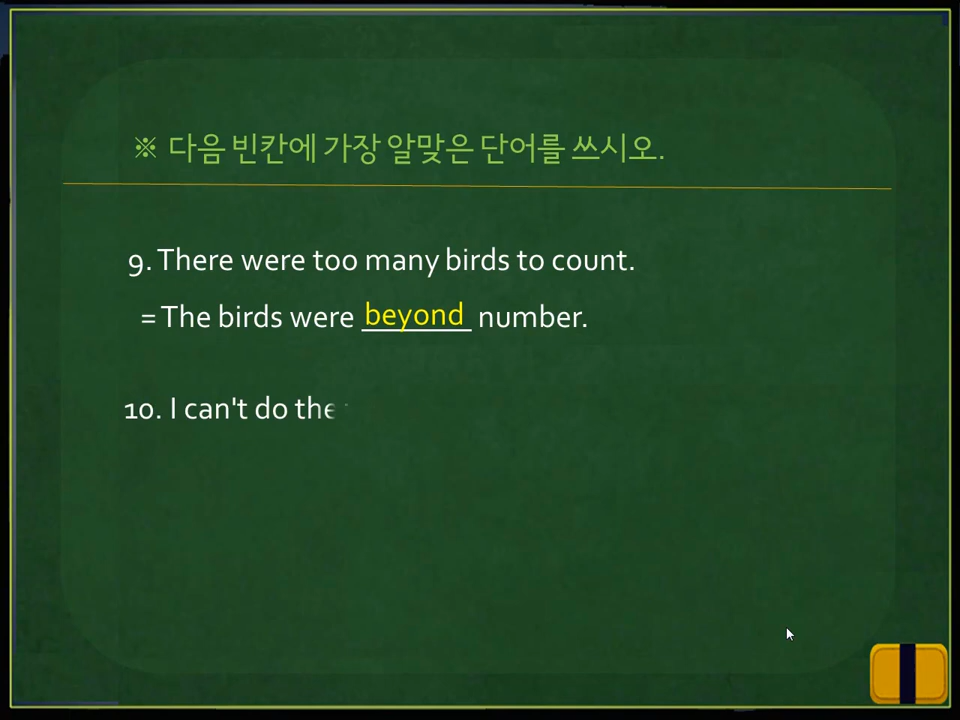 ※ 다음 빈칸에 가장 알맞은 단어를 쓰시오.
9. There were too many birds to count.
= The birds were beyond number.
10. I can't do the